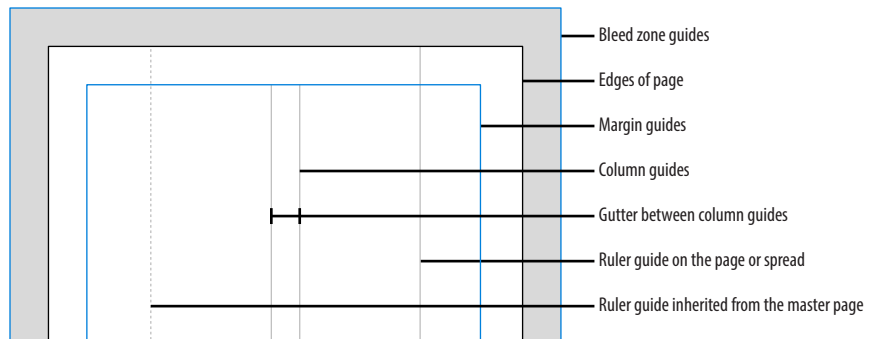 Bleed zone guides
Edges of page
Margin guides
Column guides
Gutter between column guides
Ruler guide on the page or spread
Ruler guide inherited from the master page